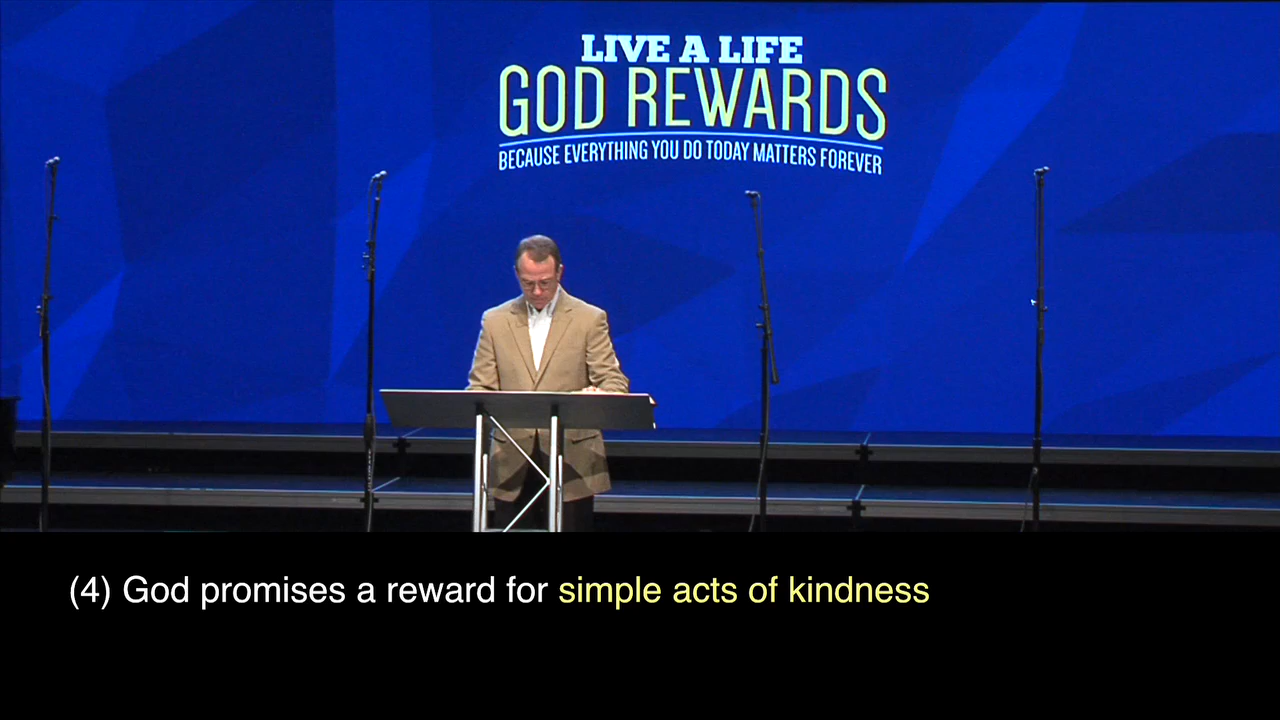 LIVE A LIFE
GOD REWARDS
BECAUSE EVERYTHING YOU DO TODAY MATTERS FOREVER
(4) God promises a reward for simple acts of kindness